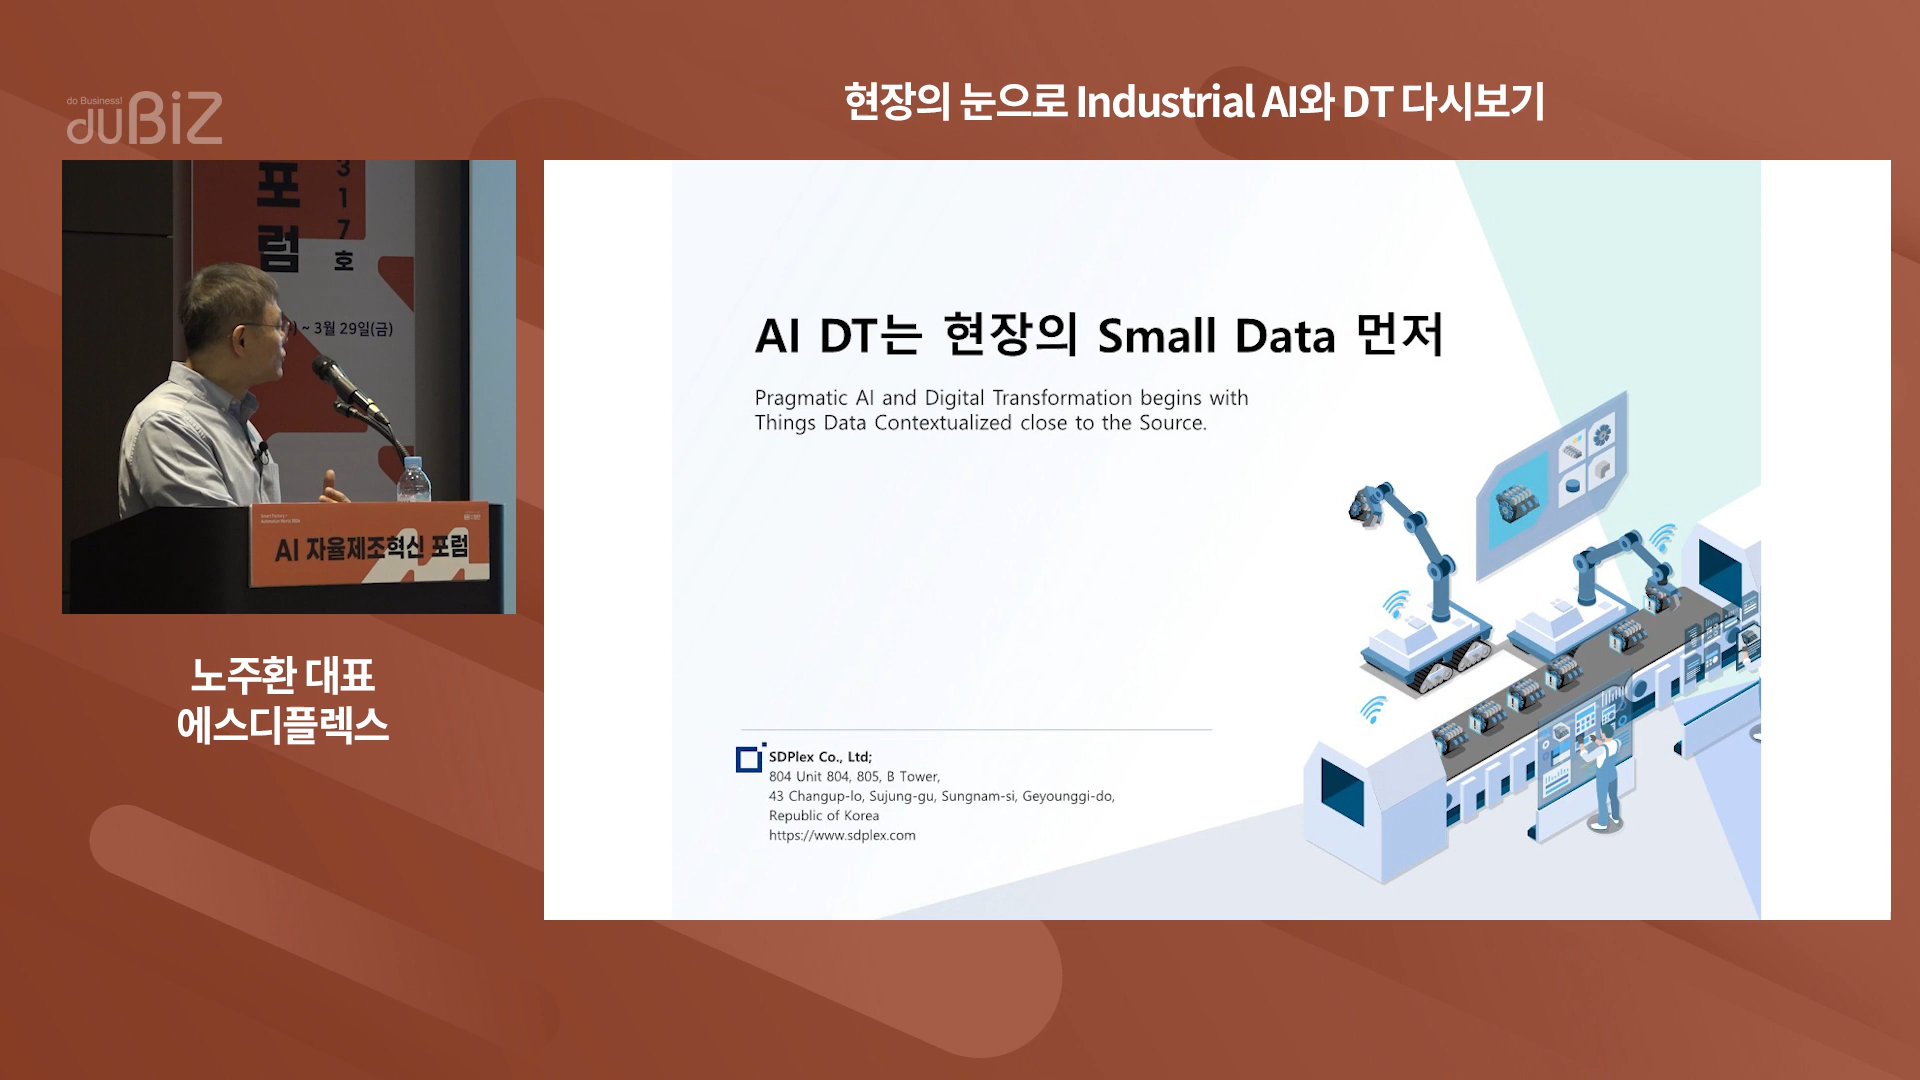 do Business!
duBiZ
현장의 눈으로 Industrial AI와 DT 다시보기
포럼
317호
~ 3월 29일(금)
AI 자율제조혁신 포럼
노주환 대표
에스디플렉스
AI DT는 현장의 Small Data 먼저
Pragmatic AI and Digital Transformation begins with
Things Data Contextualized close to the Source.
SDPlex Co., Ltd;
804 Unit 804, 805, B Tower,
43 Changup-lo, Sujung-gu, Sungnam-si, Geyounggi-do,
Republic of Korea
https://www.sdplex.com